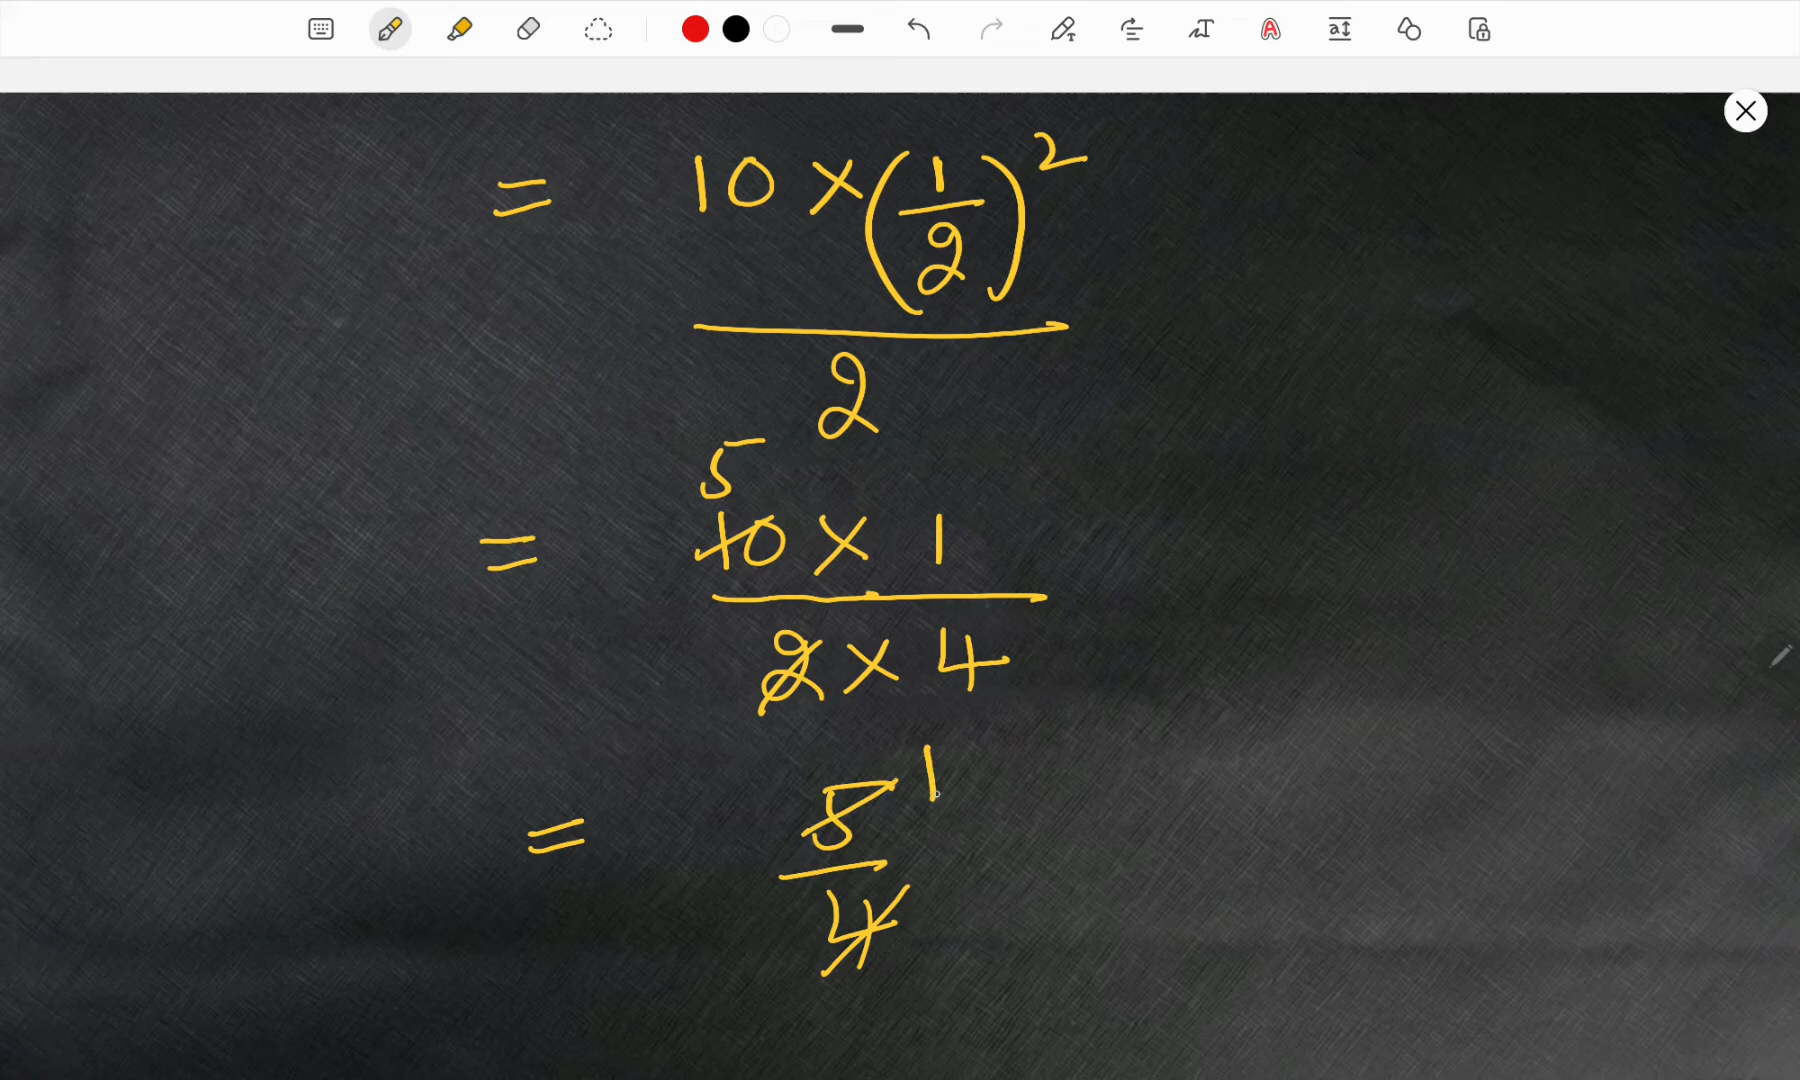 = 10 × (1/2)² / 2
5
= 10 × 1 / 2 × 4
= 5/4 1